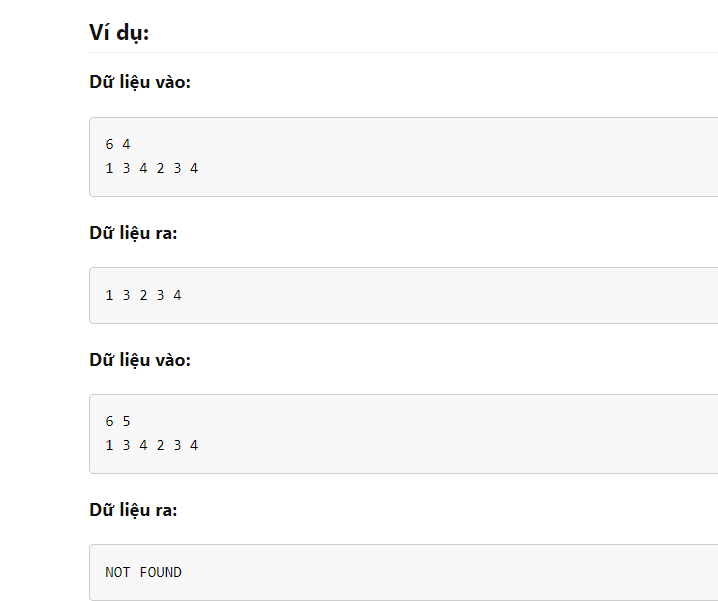 Ví dụ:
Dữ liệu vào:
6 4
1 3 4 2 3 4
Dữ liệu ra:
1 3 2 3 4
Dữ liệu vào:
6 5
1 3 4 2 3 4
Dữ liệu ra:
NOT FOUND